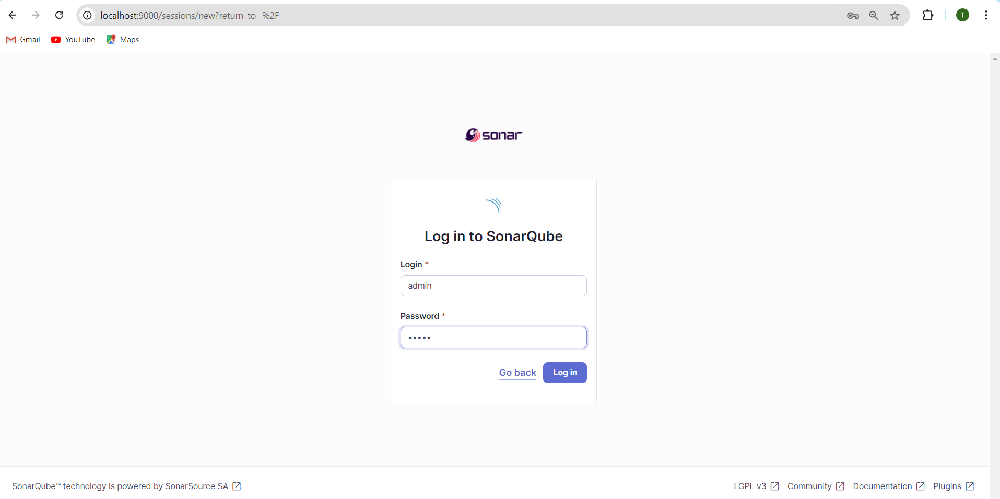 localhost:9000/sessions/new?return_to=%2F
T
Gmail YouTube Maps
sonar
Log in to SonarQube
Login *
admin
Password *
•••••
Go back Log in
SonarQube™ technology is powered by SonarSource SA LGPL v3 Community Documentation Plugins